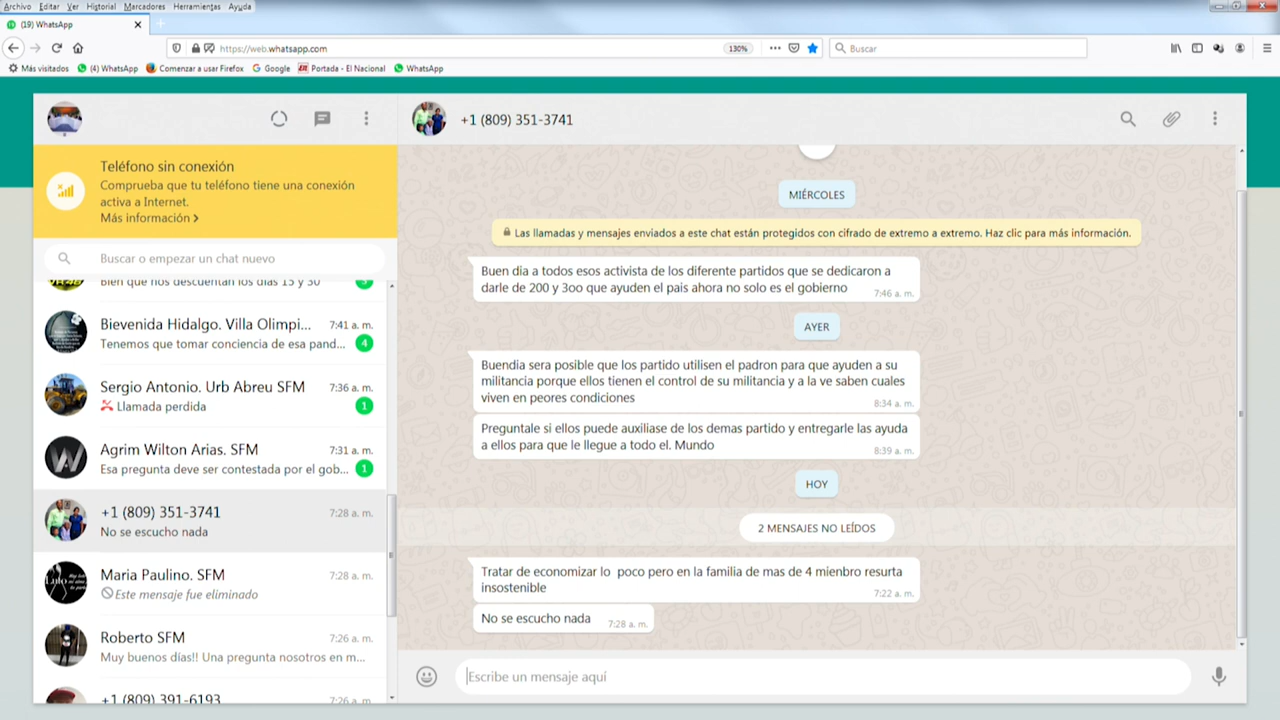 Archivo Editar Ver Historial Marcadores Herramientas Ayuda
(19) WhatsApp
https://web.whatsapp.com
130%
Buscar
Más visitados (4) WhatsApp Comenzar a usar Firefox Google Portada - El Nacional WhatsApp
+1 (809) 351-3741
Teléfono sin conexión
Comprueba que tu teléfono tiene una conexión
activa a Internet.
Más información
Buscar o empezar un chat nuevo
Bien que nos descuentan los días 15 y 30
Bievenida Hidalgo. Villa Olimpi... 7:41 a. m.
Tenemos que tomar conciencia de esa pand... 4
Sergio Antonio. Urb Abreu SFM 7:36 a. m.
Llamada perdida 1
Agrim Wilton Arias. SFM 7:31 a. m.
Esa pregunta deve ser contestada por el gob... 1
+1 (809) 351-3741 7:28 a. m.
No se escucho nada
Maria Paulino. SFM 7:28 a. m.
Este mensaje fue eliminado
Roberto SFM 7:26 a. m.
Muy buenos días!! Una pregunta nosotros en m...
+1 (809) 391-6193 7:26 a. m.
MIÉRCOLES
Las llamadas y mensajes enviados a este chat están protegidos con cifrado de extremo a extremo. Haz clic para más información.
Buen dia a todos esos activista de los diferente partidos que se dedicaron a
darle de 200 y 3oo que ayuden el pais ahora no solo es el gobierno 7:46 a. m.
AYER
Buendia sera posible que los partido utilisen el padron para que ayuden a su
militancia porque ellos tienen el control de su militancia y a la ve saben cuales
viven en peores condiciones 8:34 a. m.
Preguntale si ellos puede auxiliase de los demas partido y entregarle las ayuda
a ellos para que le llegue a todo el. Mundo 8:39 a. m.
HOY
2 MENSAJES NO LEÍDOS
Tratar de economizar lo poco pero en la familia de mas de 4 mienbro resurta
insostenible 7:22 a. m.
No se escucho nada 7:28 a. m.
Escribe un mensaje aquí